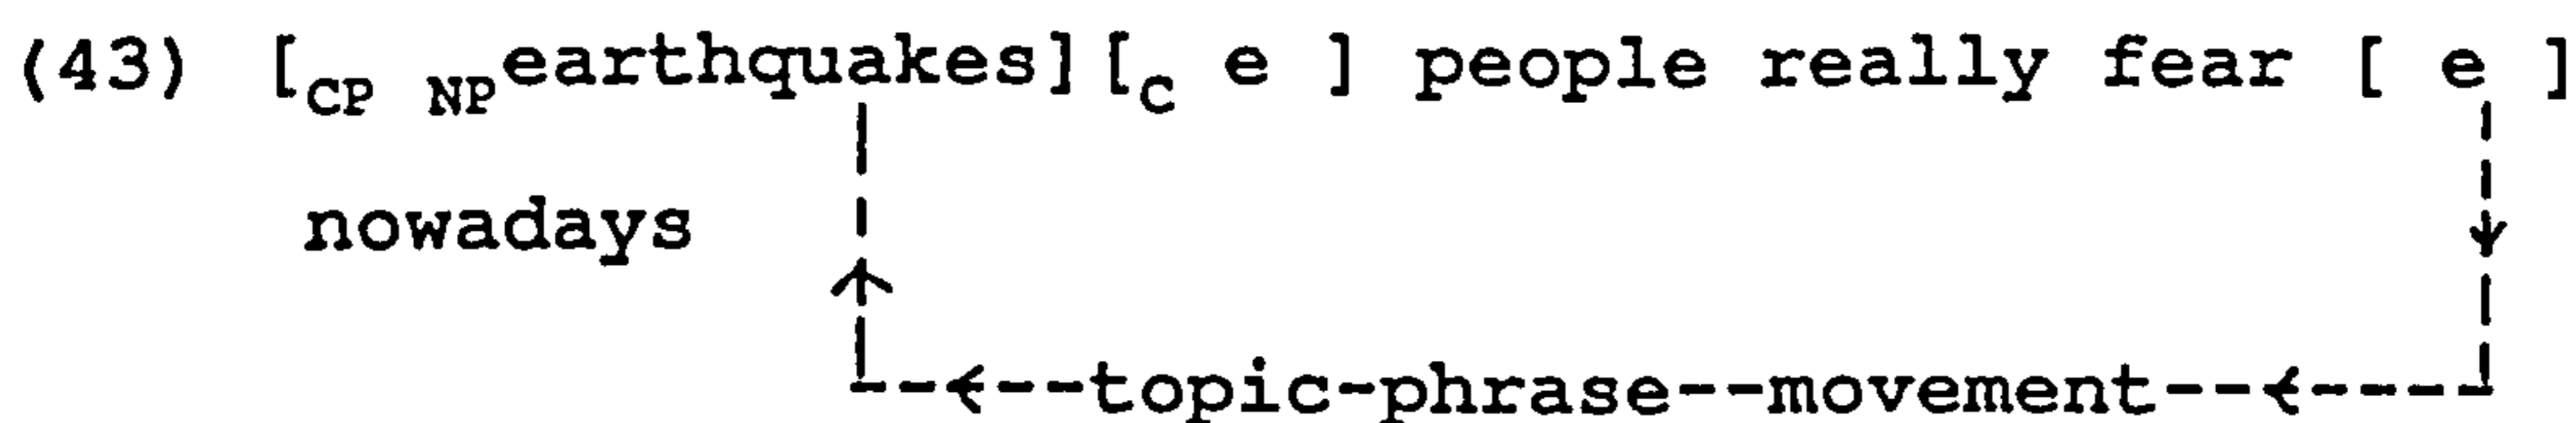 (43) [CP NPearthquakes][C e ] people really fear [ e ]
nowadays
topic-phrase--movement